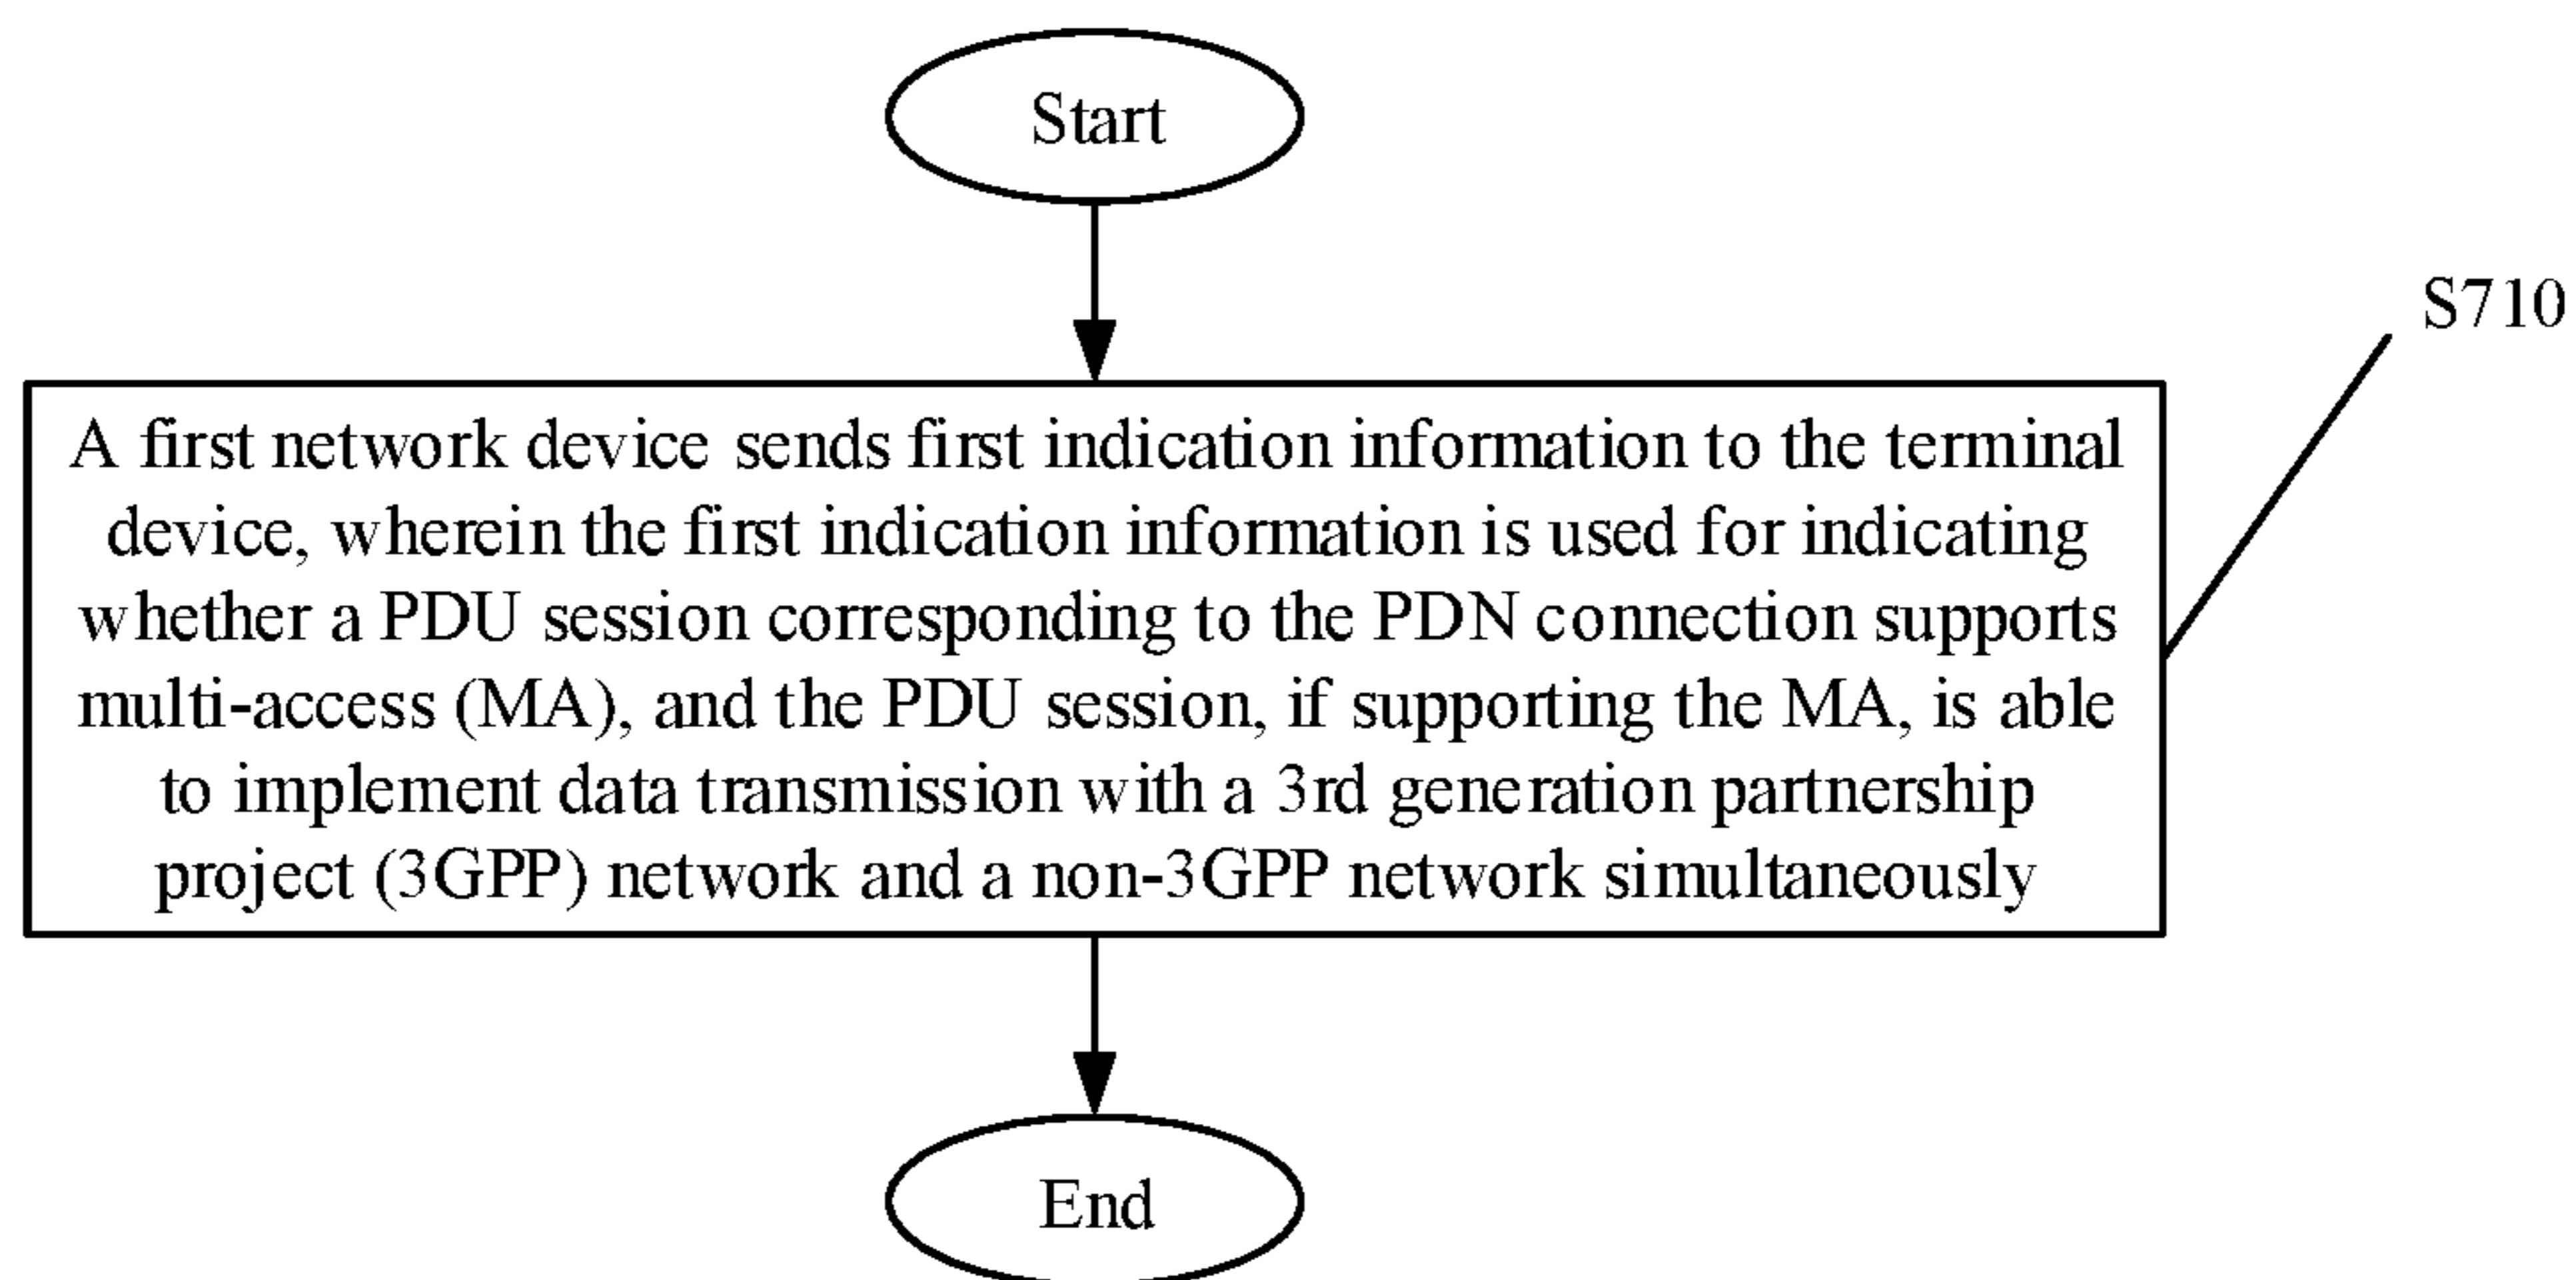 Start
S710
A first network device sends first indication information to the terminal
device, wherein the first indication information is used for indicating
whether a PDU session corresponding to the PDN connection supports
multi-access (MA), and the PDU session, if supporting the MA, is able
to implement data transmission with a 3rd generation partnership
project (3GPP) network and a non-3GPP network simultaneously
End